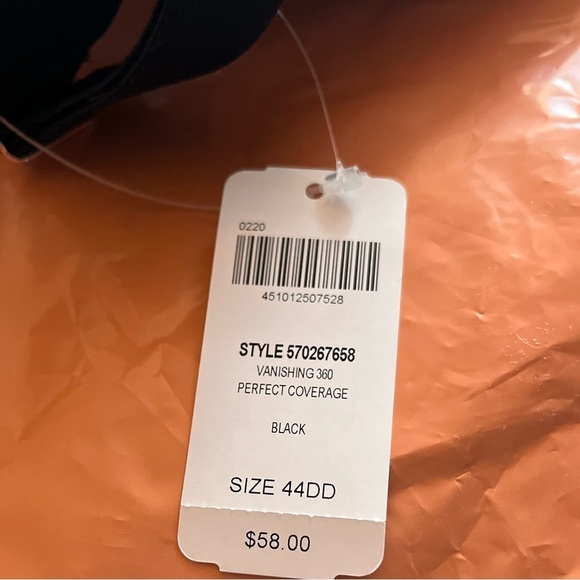 0220
451012507528
STYLE 570267658
VANISHING 360
PERFECT COVERAGE
BLACK
SIZE 44DD
$58.00